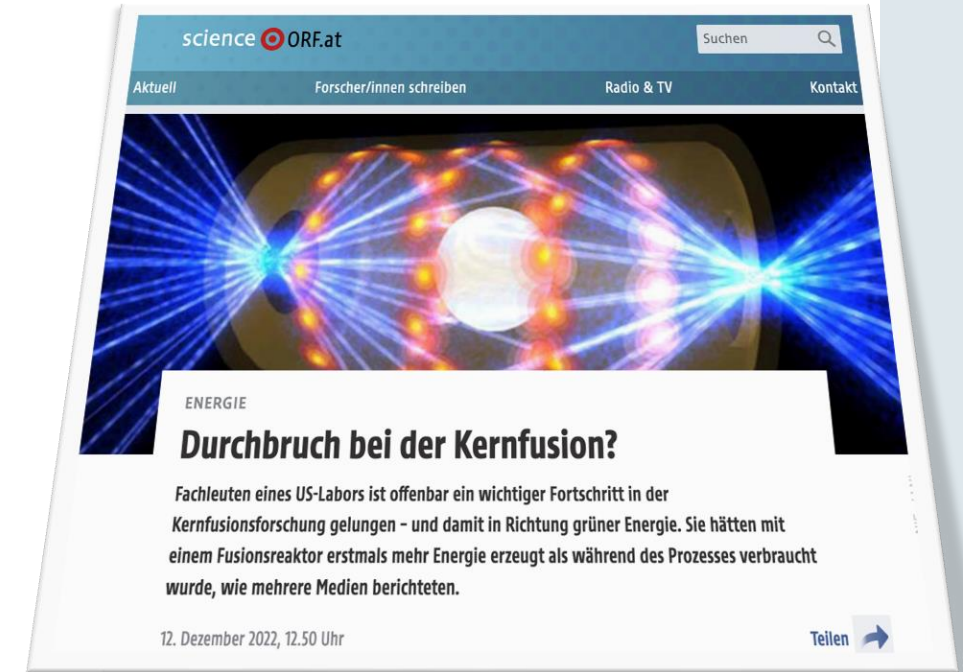 science ORF.at
Suchen
Aktuell Forscher/innen schreiben Radio & TV Kontakt
ENERGIE
Durchbruch bei der Kernfusion?
Fachleuten eines US-Labors ist offenbar ein wichtiger Fortschritt in der
Kernfusionsforschung gelungen – und damit in Richtung grüner Energie. Sie hätten mit
einem Fusionsreaktor erstmals mehr Energie erzeugt als während des Prozesses verbraucht
wurde, wie mehrere Medien berichteten.
12. Dezember 2022, 12.50 Uhr
Teilen